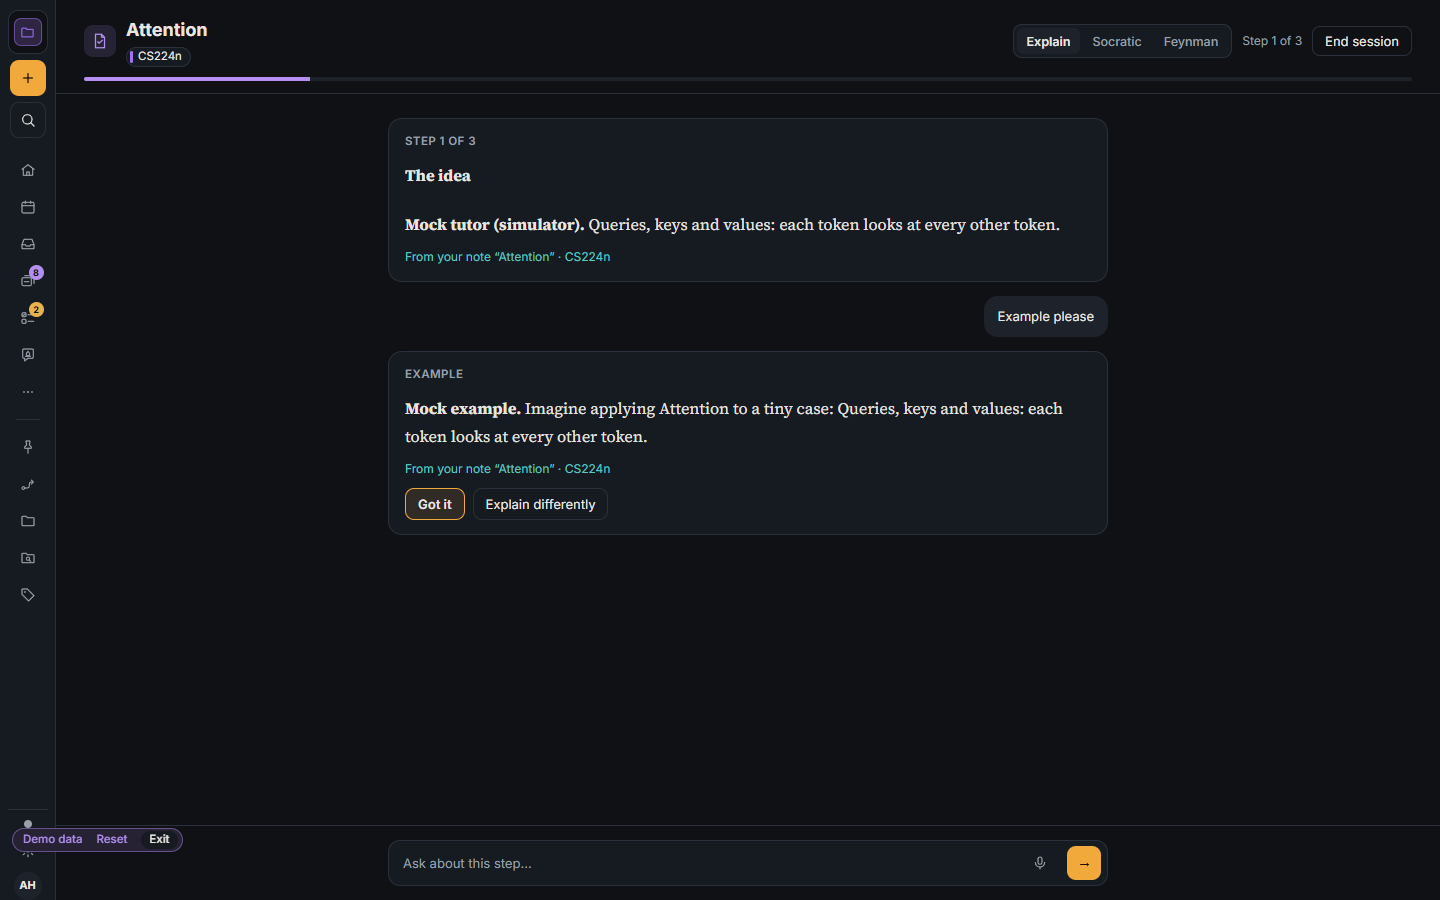 Attention
CS224n
Explain
Socratic
Feynman
Step 1 of 3
End session
8
2
STEP 1 OF 3
The idea
Mock tutor (simulator). Queries, keys and values: each token looks at every other token.
From your note “Attention” · CS224n
Example please
EXAMPLE
Mock example. Imagine applying Attention to a tiny case: Queries, keys and values: each
token looks at every other token.
From your note “Attention” · CS224n
Got it
Explain differently
Demo data
Reset
Exit
Ask about this step...
AH